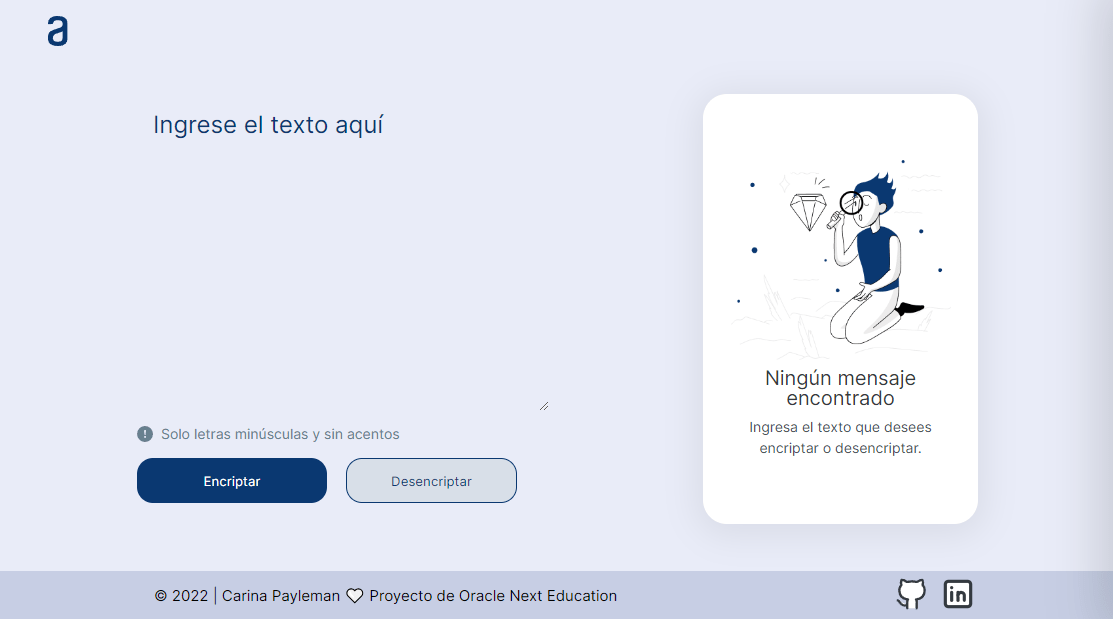 a
Ingrese el texto aquí
Ningún mensaje
encontrado
Ingresa el texto que desees
encriptar o desencriptar.
! Solo letras minúsculas y sin acentos
Encriptar
Desencriptar
© 2022 | Carina Payleman Proyecto de Oracle Next Education
in